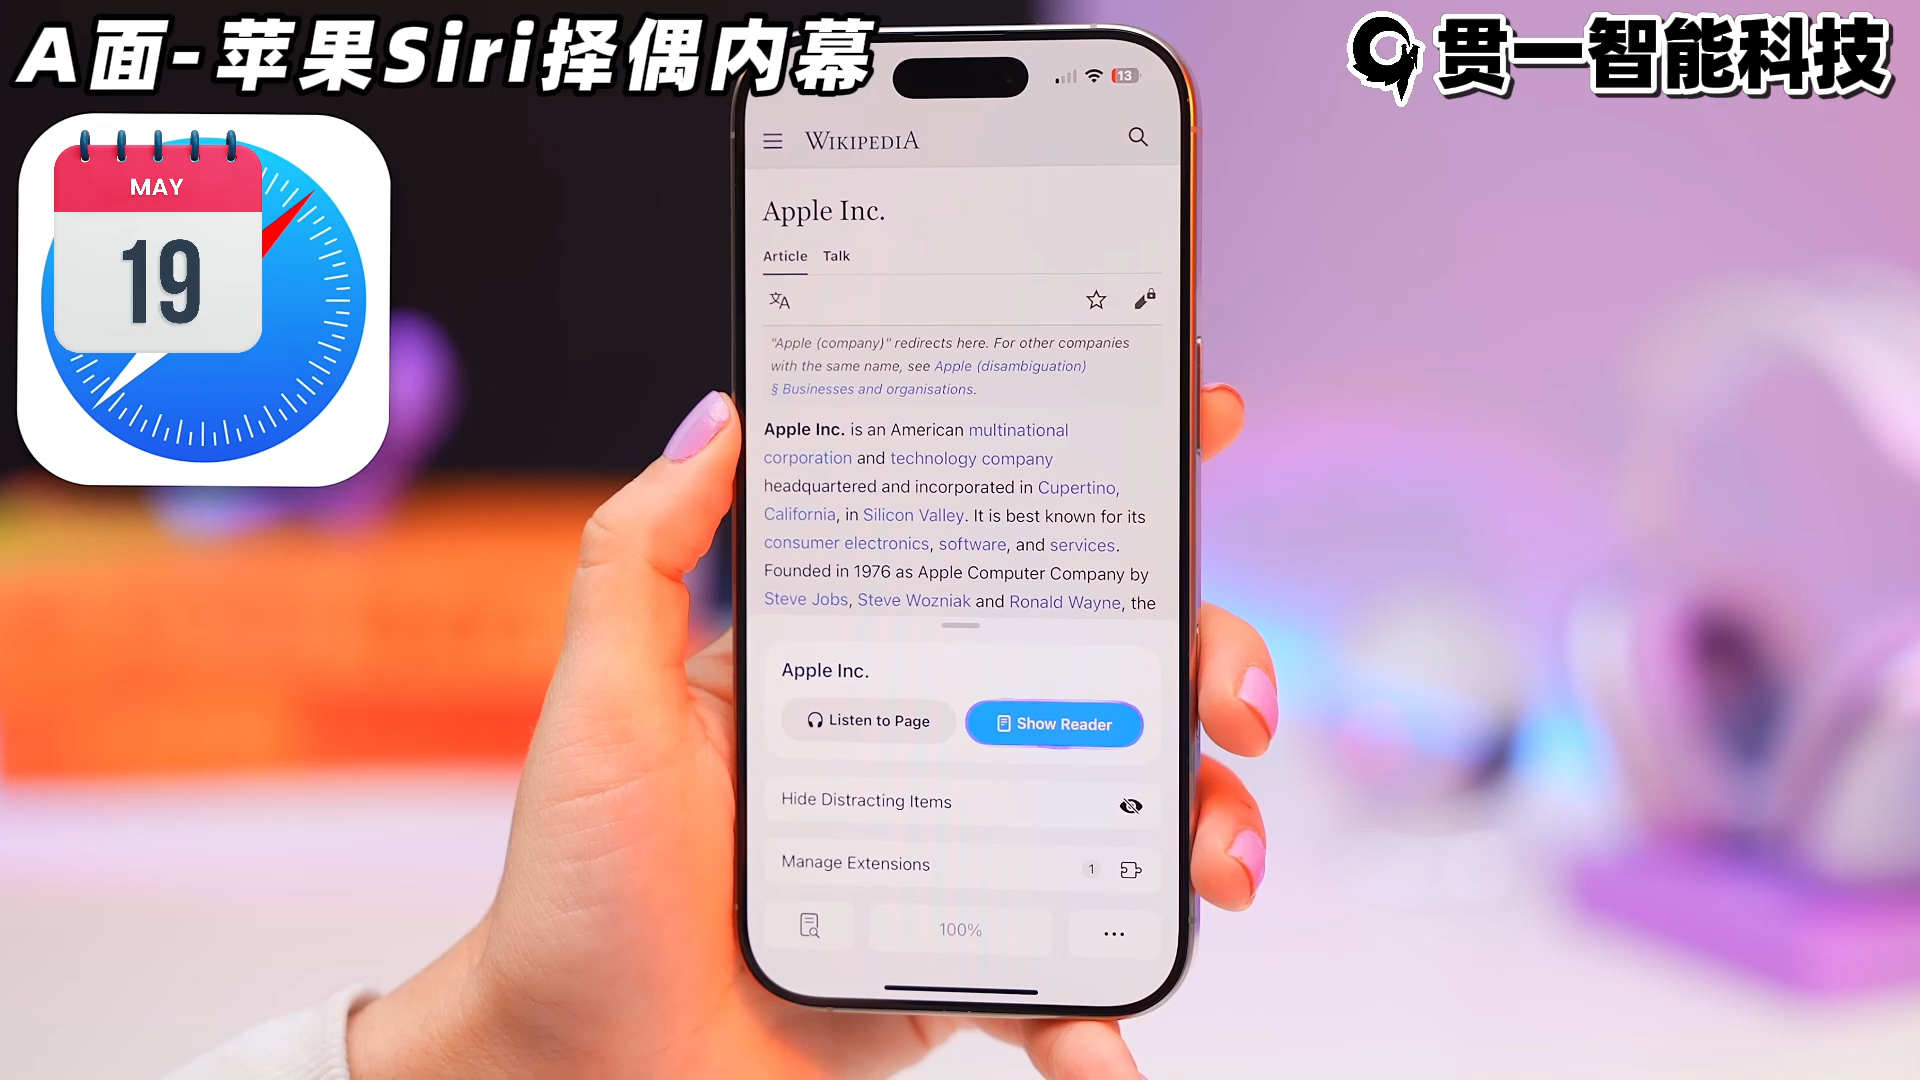 A面-苹果Siri择偶内幕
贯一智能科技
MAY
19
13
WIKIPEDIA
Apple Inc.
Article Talk
文A
"Apple (company)" redirects here. For other companies
with the same name, see Apple (disambiguation)
§ Businesses and organisations.
Apple Inc. is an American multinational
corporation and technology company
headquartered and incorporated in Cupertino,
California, in Silicon Valley. It is best known for its
consumer electronics, software, and services.
Founded in 1976 as Apple Computer Company by
Steve Jobs, Steve Wozniak and Ronald Wayne, the
Apple Inc.
Listen to Page
Show Reader
Hide Distracting Items
Manage Extensions 1
100%